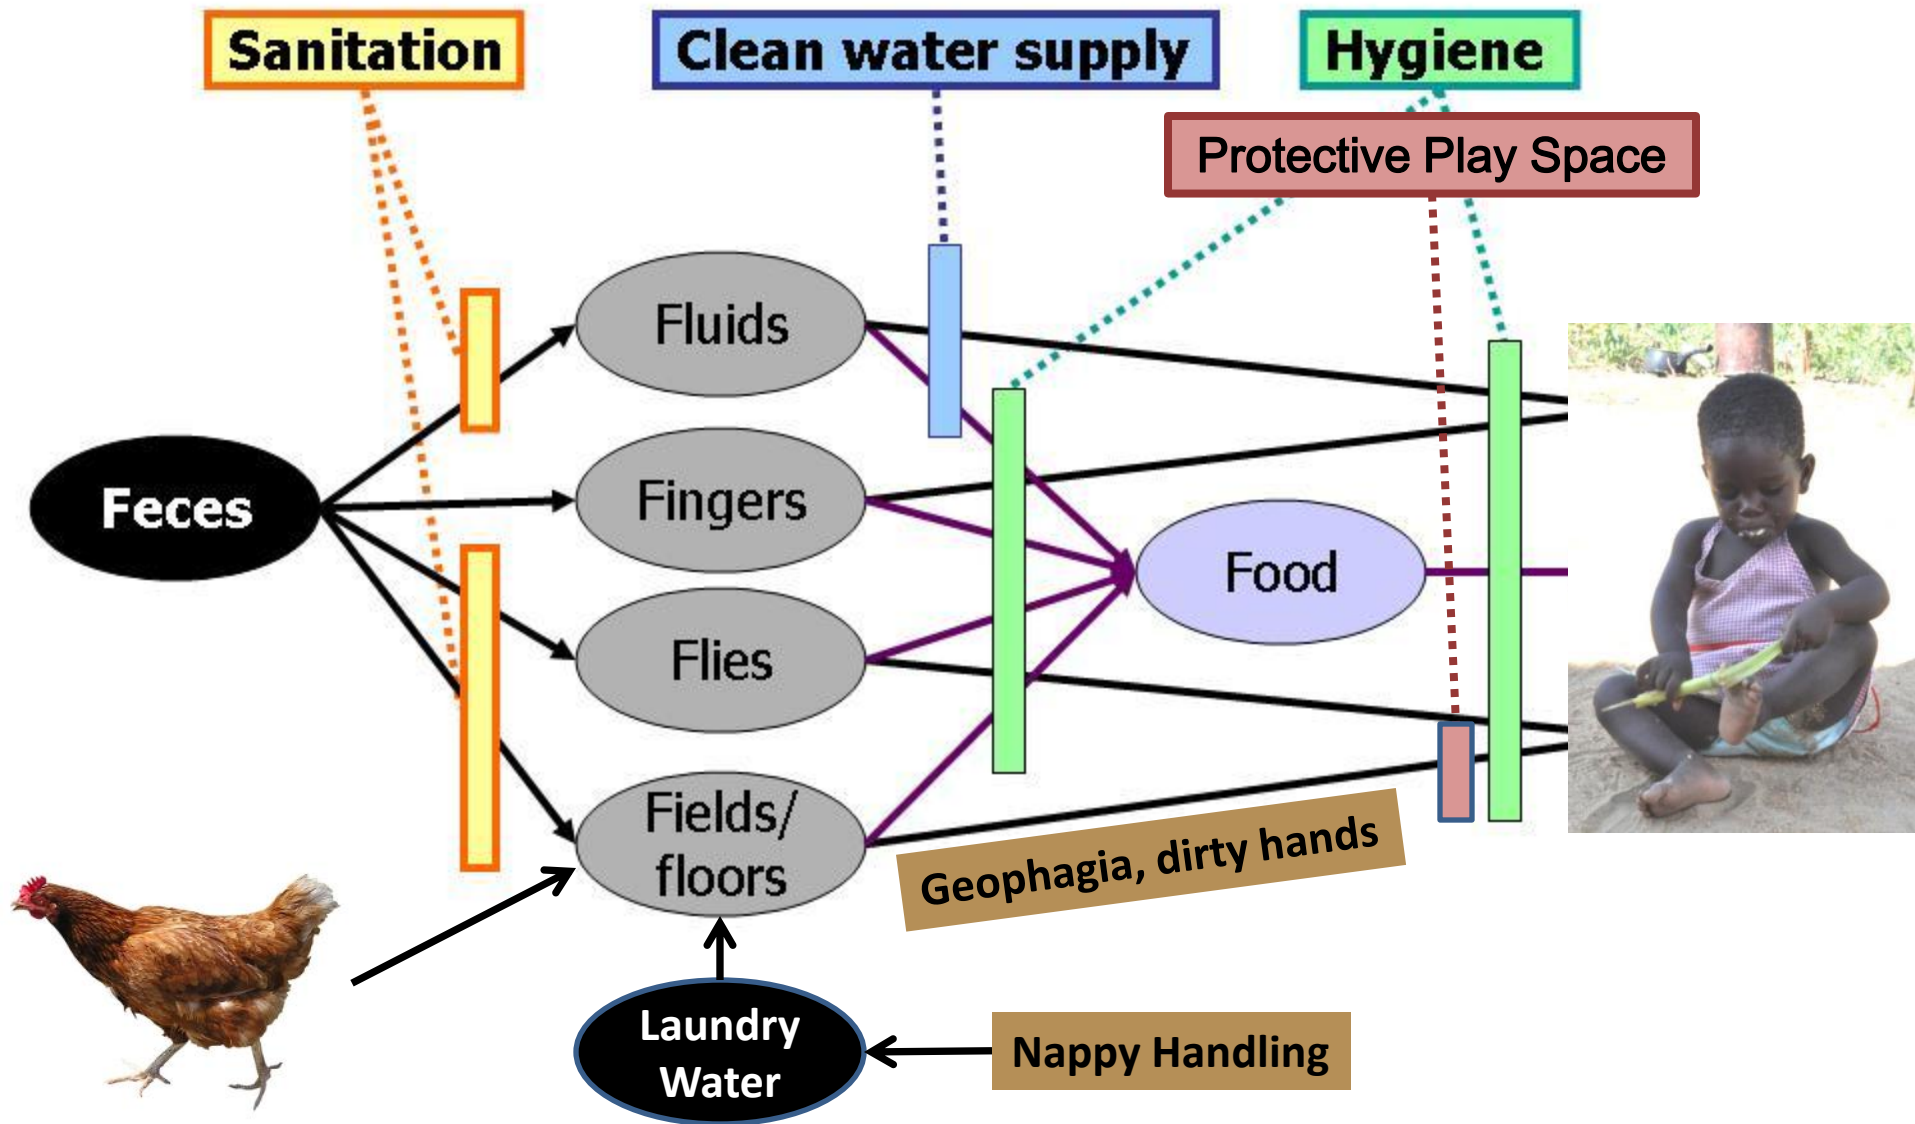 Sanitation
Clean water supply
Hygiene
Protective Play Space
Fluids
Feces
Fingers
Food
Flies
Fields/
floors
Geophagia, dirty hands
Laundry
Water
Nappy Handling